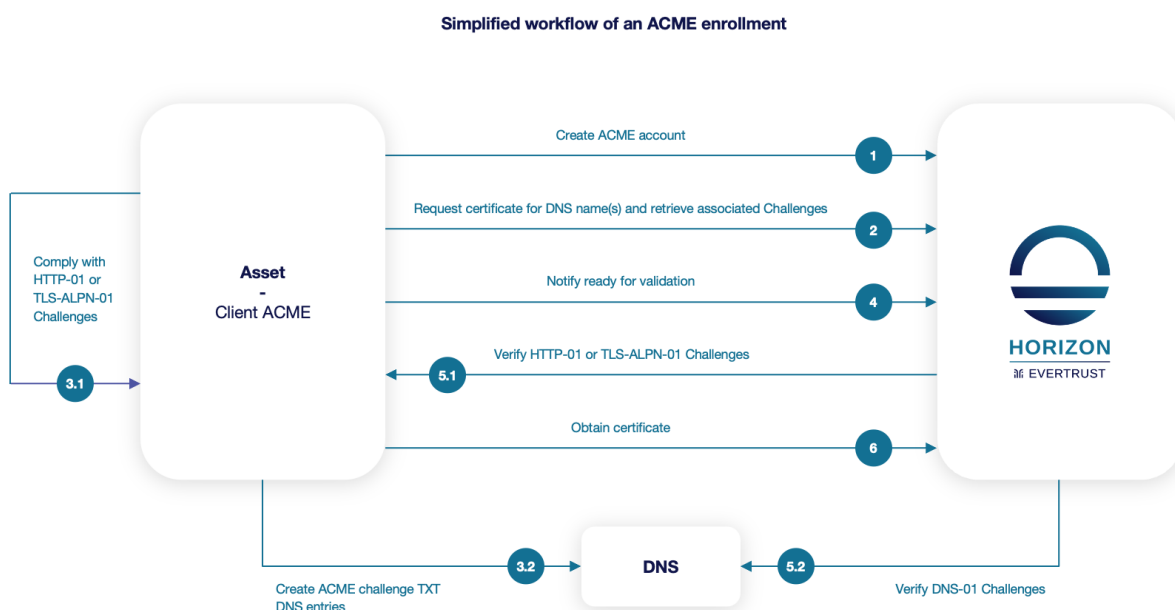 Simplified workflow of an ACME enrollment
Create ACME account
1
Request certificate for DNS name(s) and retrieve associated Challenges
2
Comply with
HTTP-01 or
TLS-ALPN-01
Challenges
3.1
Asset
-
Client ACME
Notify ready for validation
4
Verify HTTP-01 or TLS-ALPN-01 Challenges
5.1
Obtain certificate
6
HORIZON
EVERTRUST
3.2
DNS
5.2
Create ACME challenge TXT
DNS entries
Verify DNS-01 Challenges